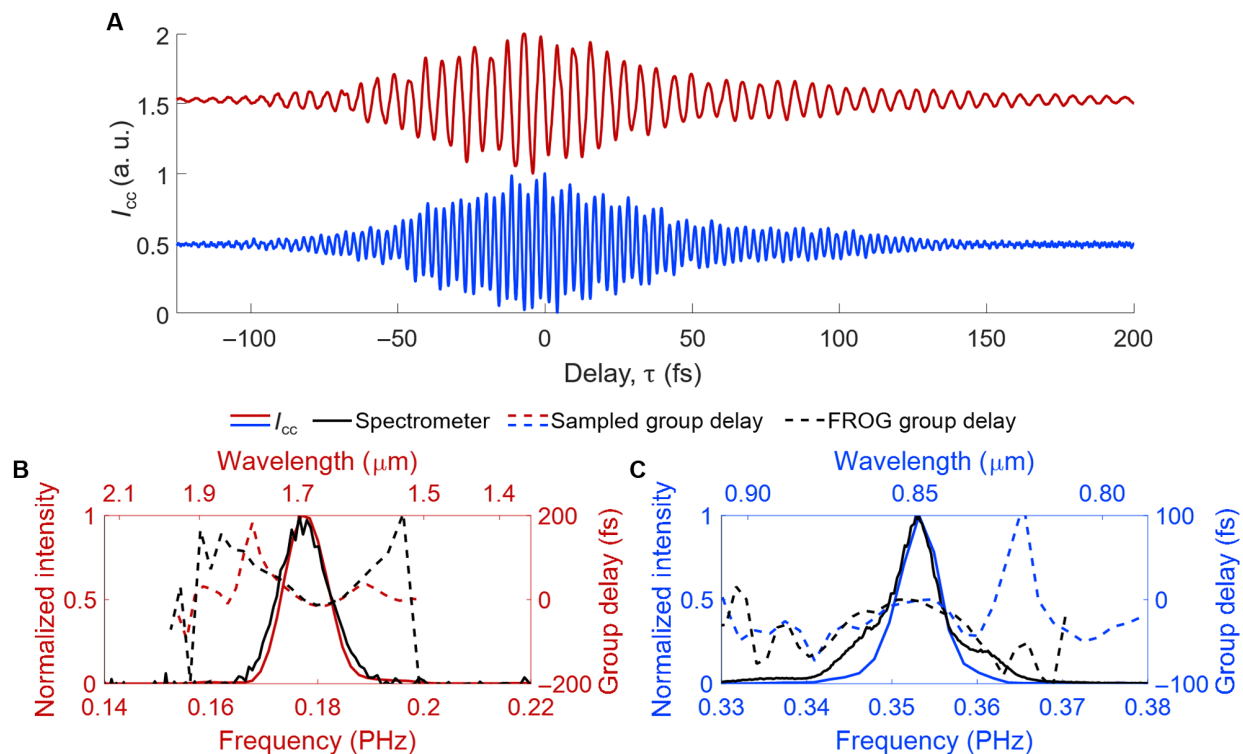 A
I_cc (a. u.)
2
1.5
1
0.5
0
–100 –50 0 50 100 150 200
Delay, τ (fs)
I_cc Spectrometer Sampled group delay FROG group delay
B
Wavelength (μm)
2.1 1.9 1.7 1.5 1.4
Normalized intensity
1
0.5
0
200
0
–200
Group delay (fs)
0.14 0.16 0.18 0.2 0.22
Frequency (PHz)
C
Wavelength (μm)
0.90 0.85 0.80
Normalized intensity
1
0.5
0
100
0
–100
Group delay (fs)
0.33 0.34 0.35 0.36 0.37 0.38
Frequency (PHz)